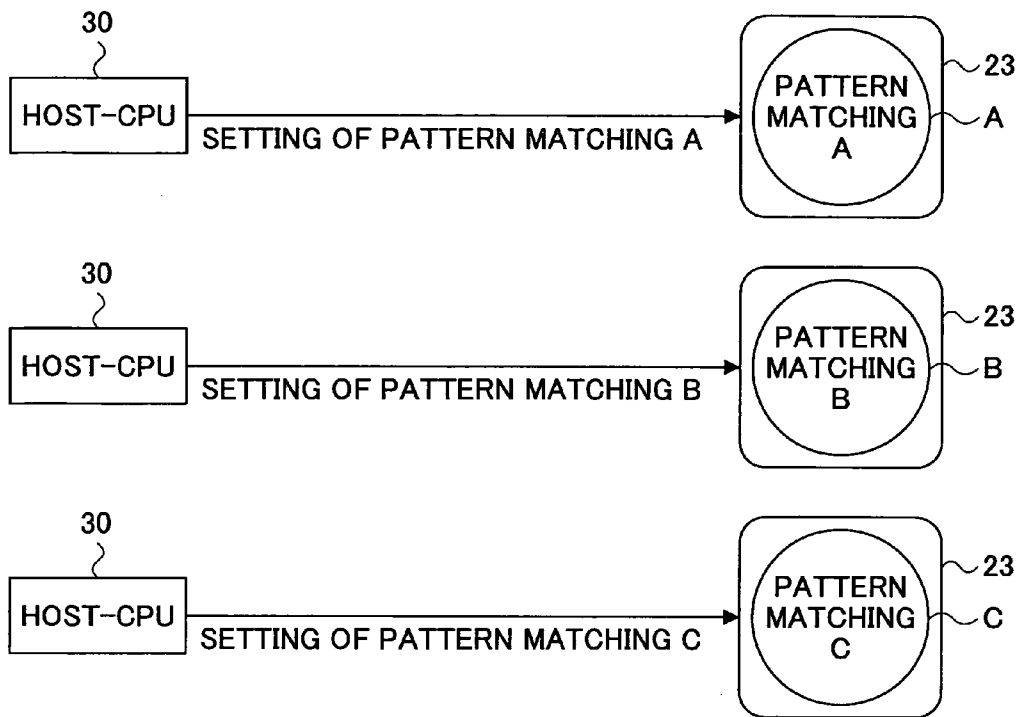 30
HOST-CPU
SETTING OF PATTERN MATCHING A
PATTERN
MATCHING
A
23
A
30
HOST-CPU
SETTING OF PATTERN MATCHING B
PATTERN
MATCHING
B
23
B
30
HOST-CPU
SETTING OF PATTERN MATCHING C
PATTERN
MATCHING
C
23
C